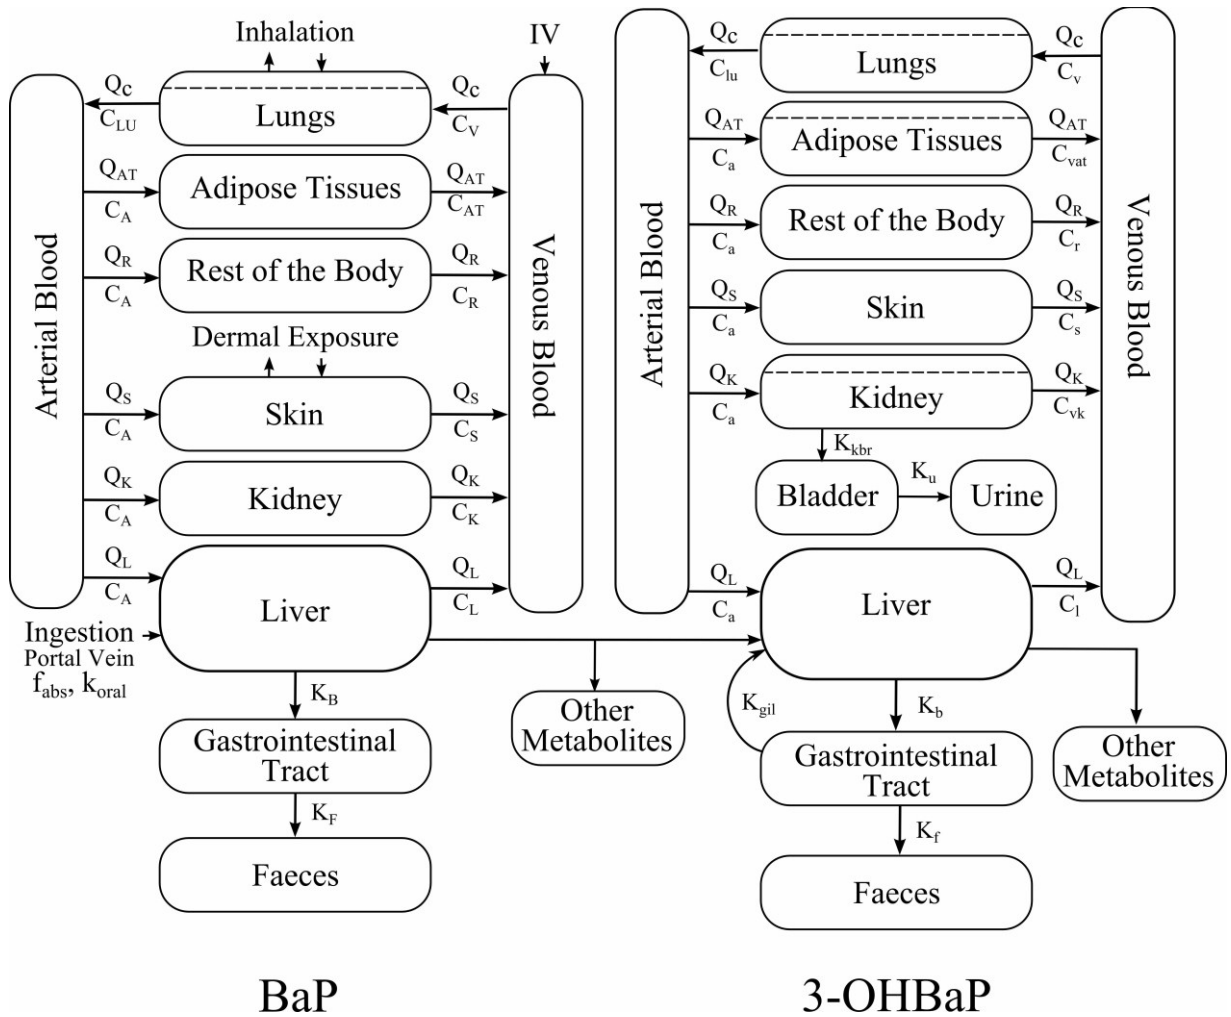 Inhalation
IV
Q_C
C_LU
Lungs
Q_C
C_V
Q_AT
C_A
Adipose Tissues
Q_AT
C_AT
Q_R
C_A
Rest of the Body
Q_R
C_R
Dermal Exposure
Q_S
C_A
Skin
Q_S
C_S
Q_K
C_A
Kidney
Q_K
C_K
Q_L
C_A
Liver
Q_L
C_L
Arterial Blood
Venous Blood
Ingestion
Portal Vein
f_abs, k_oral
K_B
Gastrointestinal
Tract
K_F
Faeces
Other
Metabolites
BaP
Q_C
C_lu
Lungs
Q_C
C_v
Q_AT
C_a
Adipose Tissues
Q_AT
C_vat
Q_R
C_a
Rest of the Body
Q_R
C_r
Q_S
C_a
Skin
Q_S
C_s
Q_K
C_a
Kidney
Q_K
C_vk
K_kbr
Bladder
K_u
Urine
Q_L
C_a
Liver
Q_L
C_l
Arterial Blood
Venous Blood
K_gil
K_b
Gastrointestinal
Tract
K_f
Faeces
Other
Metabolites
3-OHBaP